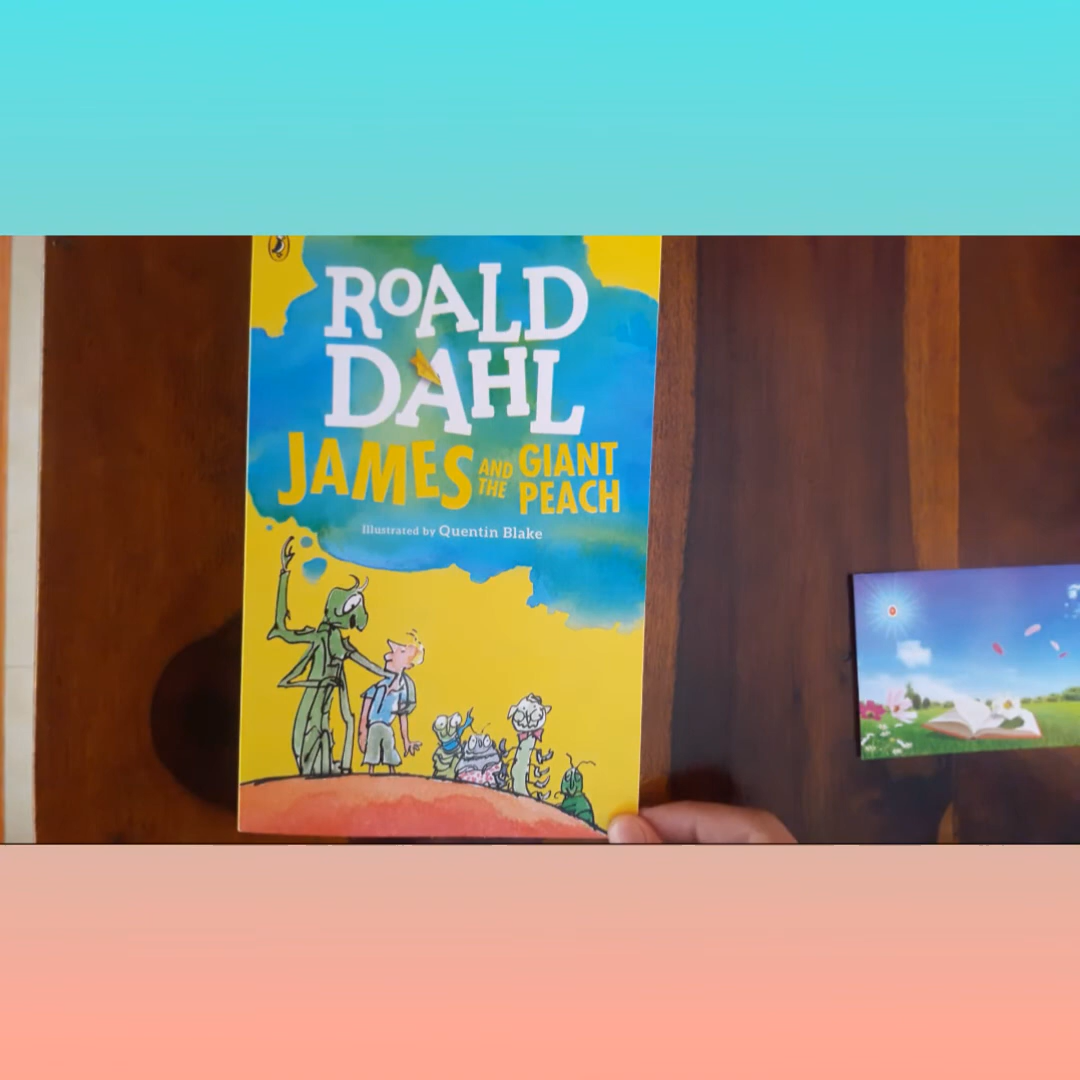 ROALD
DAHL
JAMES AND THE GIANT PEACH
Illustrated by Quentin Blake